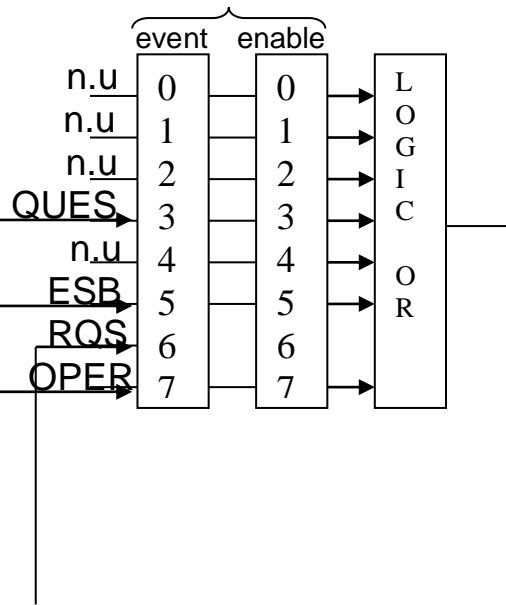 event enable
n.u 0 0 L
n.u 1 1 O
n.u 2 2 G
QUES 3 3 I
n.u 4 4 C
ESB 5 5 O
RQS 6 6 R
OPER 7 7